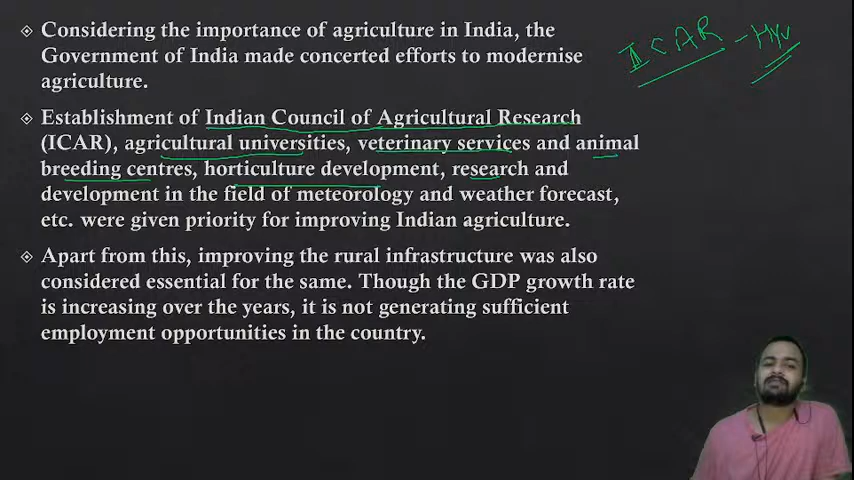 Considering the importance of agriculture in India, the
Government of India made concerted efforts to modernise
agriculture.
ICAR - HYV
Establishment of Indian Council of Agricultural Research
(ICAR), agricultural universities, veterinary services and animal
breeding centres, horticulture development, research and
development in the field of meteorology and weather forecast,
etc. were given priority for improving Indian agriculture.
Apart from this, improving the rural infrastructure was also
considered essential for the same. Though the GDP growth rate
is increasing over the years, it is not generating sufficient
employment opportunities in the country.